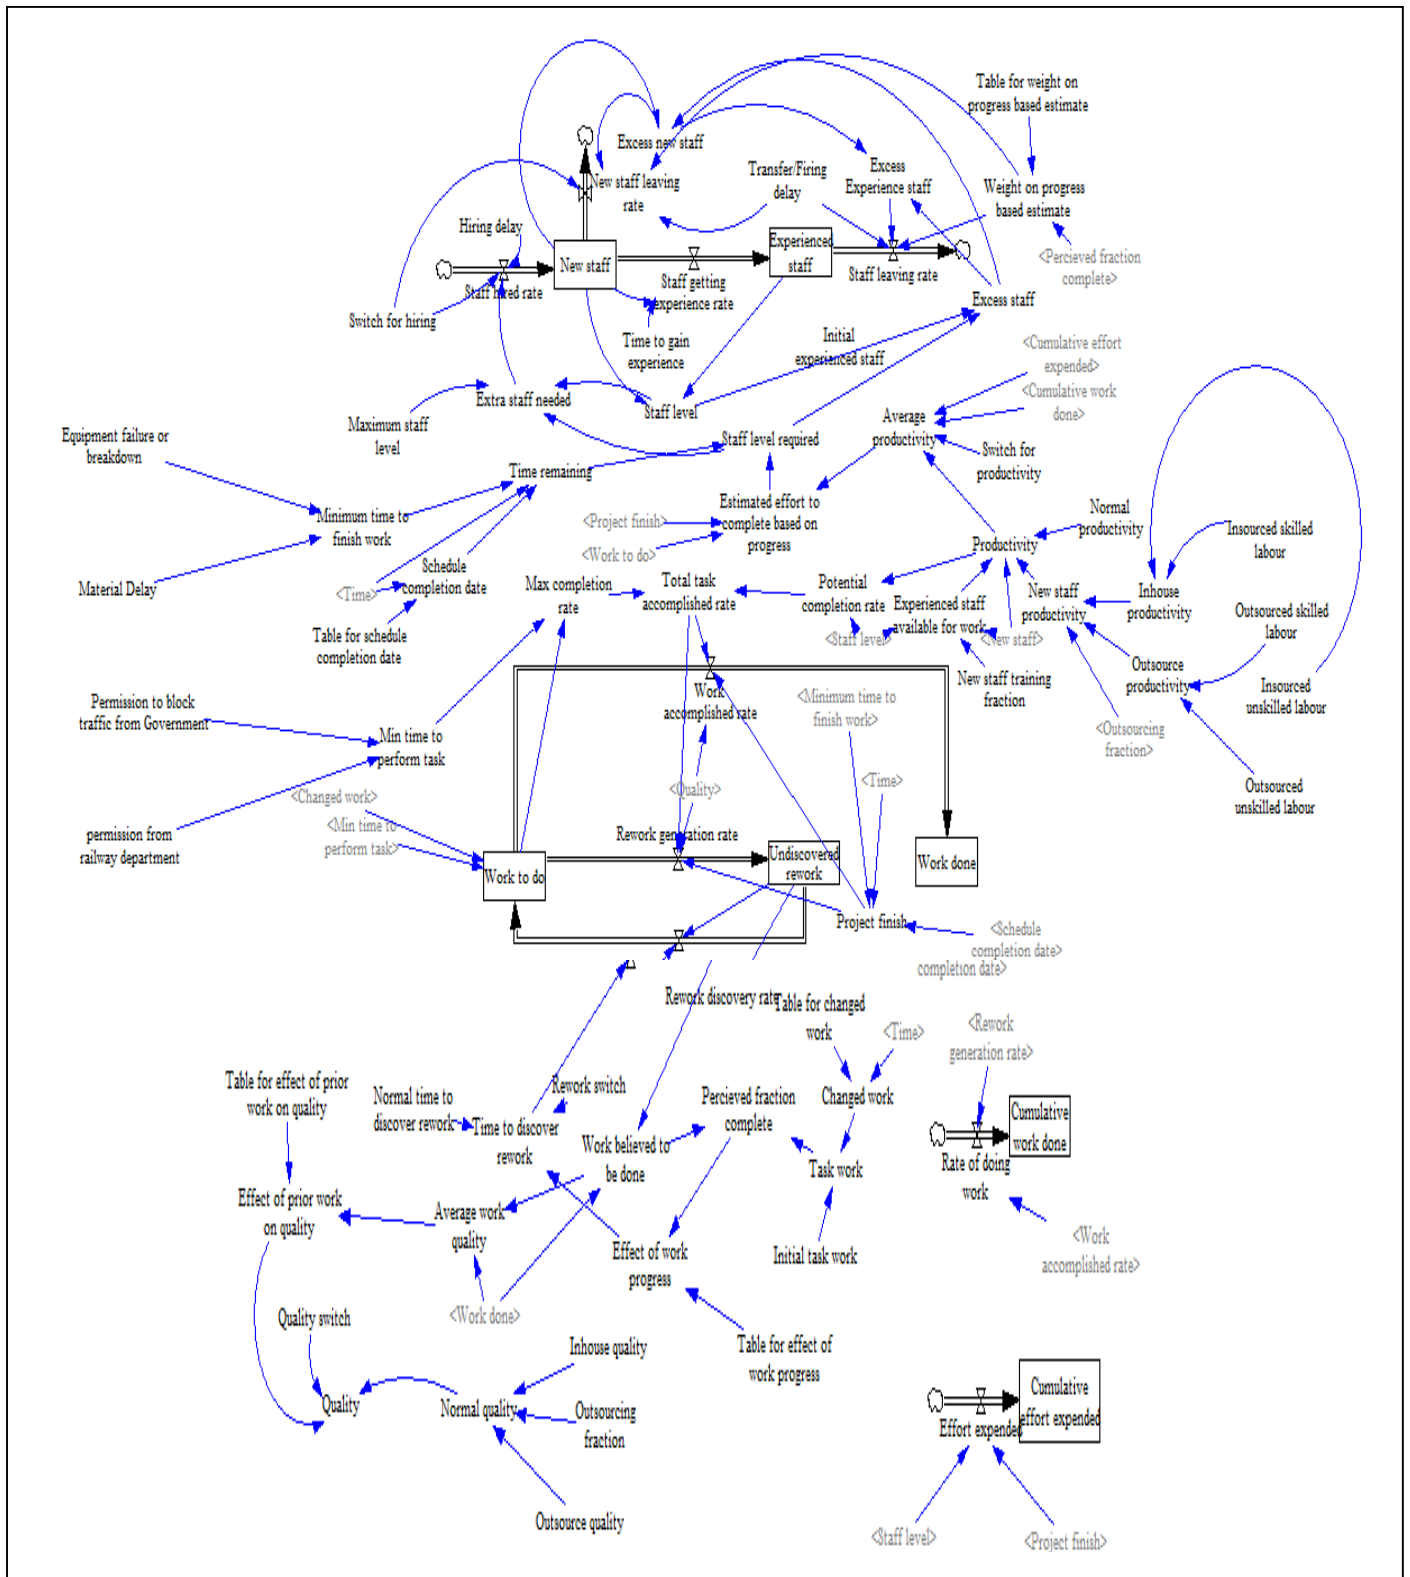 Table for weight on
progress based estimate
Excess new staff
New staff leaving
rate
Transfer/Firing
delay
Excess
Experience staff
Weight on progress
based estimate
Hiring delay
New staff
Experienced
staff
<Percieved fraction
complete>
Staff hired rate
Staff getting
experience rate
Staff leaving rate
Excess staff
Switch for hiring
Time to gain
experience
Initial
experienced staff
<Cumulative effort
expended>
<Cumulative work
done>
Extra staff needed
Staff level
Maximum staff
level
Average
productivity
Equipment failure or
breakdown
Staff level required
Switch for
productivity
Time remaining
Minimum time to
finish work
<Project finish>
Estimated effort to
complete based on
progress
Normal
productivity
Insourced skilled
labour
<Work to do>
Productivity
Material Delay
<Time>
Schedule
completion date
Max completion
rate
Total task
accomplished rate
Potential
completion rate
Experienced staff
available for work
New staff
productivity
Inhouse
productivity
Outsourced skilled
labour
Table for schedule
completion date
<Staff level>
<New staff>
Outsource
productivity
New staff training
fraction
Insourced
unskilled labour
Permission to block
traffic from Government
Work
accomplished rate
<Minimum time to
finish work>
Min time to
perform task
<Outsourcing
fraction>
<Changed work>
<Quality>
<Time>
Outsourced
unskilled labour
<Min time to
perform task>
permission from
railway department
Rework generation rate
Work to do
Undiscovered
rework
Work done
Project finish
<Schedule
completion date>
completion date>
Rework discovery rate
Table for changed
work
<Time>
<Rework
generation rate>
Table for effect of prior
work on quality
Normal time to
discover rework
Rework switch
Time to discover
rework
Percieved fraction
complete
Changed work
Cumulative
work done
Work believed to
be done
Task work
Rate of doing
work
Effect of prior work
on quality
Average work
quality
Effect of work
progress
Initial task work
<Work
accomplished rate>
<Work done>
Quality switch
Inhouse quality
Table for effect of
work progress
Quality
Normal quality
Outsourcing
fraction
Cumulative
effort expended
Effort expended
Outsource quality
<Staff level>
<Project finish>